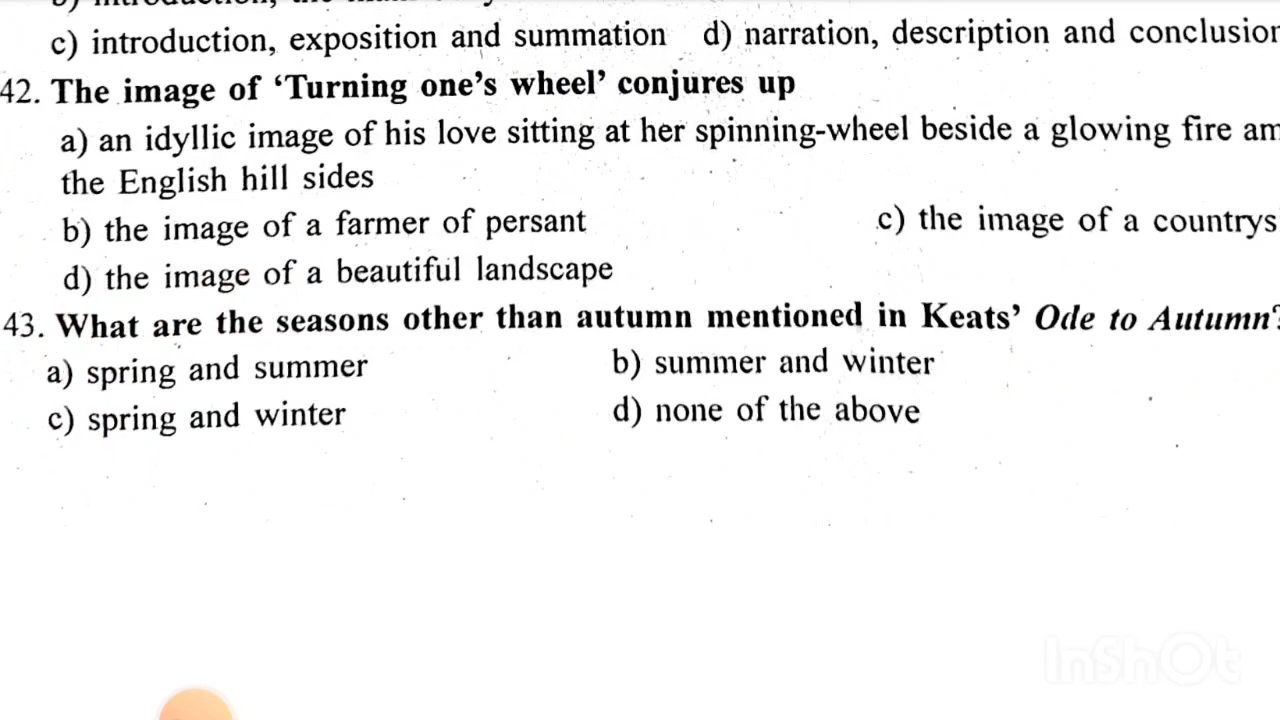 c) introduction, exposition and summation d) narration, description and conclusion
42. The image of ‘Turning one’s wheel’ conjures up
a) an idyllic image of his love sitting at her spinning-wheel beside a glowing fire
the English hill sides
b) the image of a farmer of persant c) the image of a
d) the image of a beautiful landscape
43. What are the seasons other than autumn mentioned in Keats’ Ode to Autumn?
a) spring and summer b) summer and winter
c) spring and winter d) none of the above
InShOt